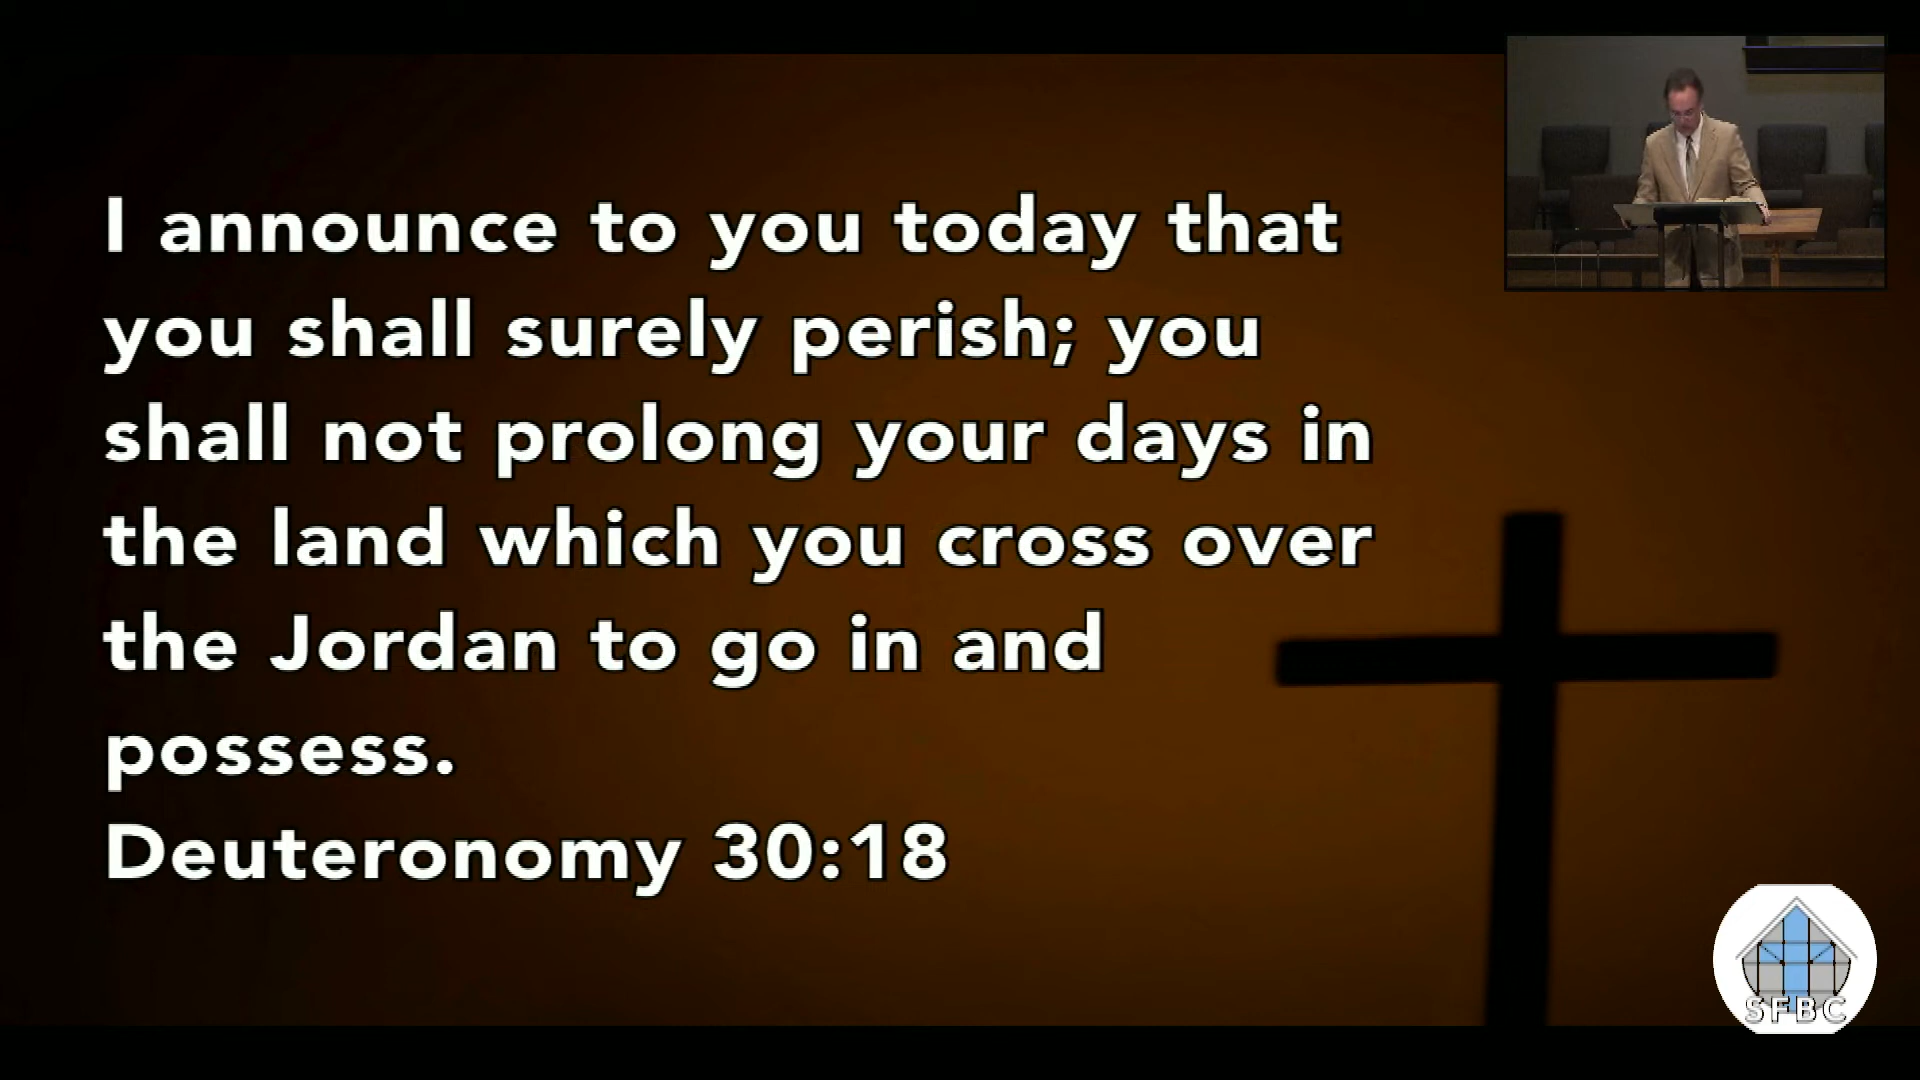 I announce to you today that
you shall surely perish; you
shall not prolong your days in
the land which you cross over
the Jordan to go in and
possess.
Deuteronomy 30:18
SFBC